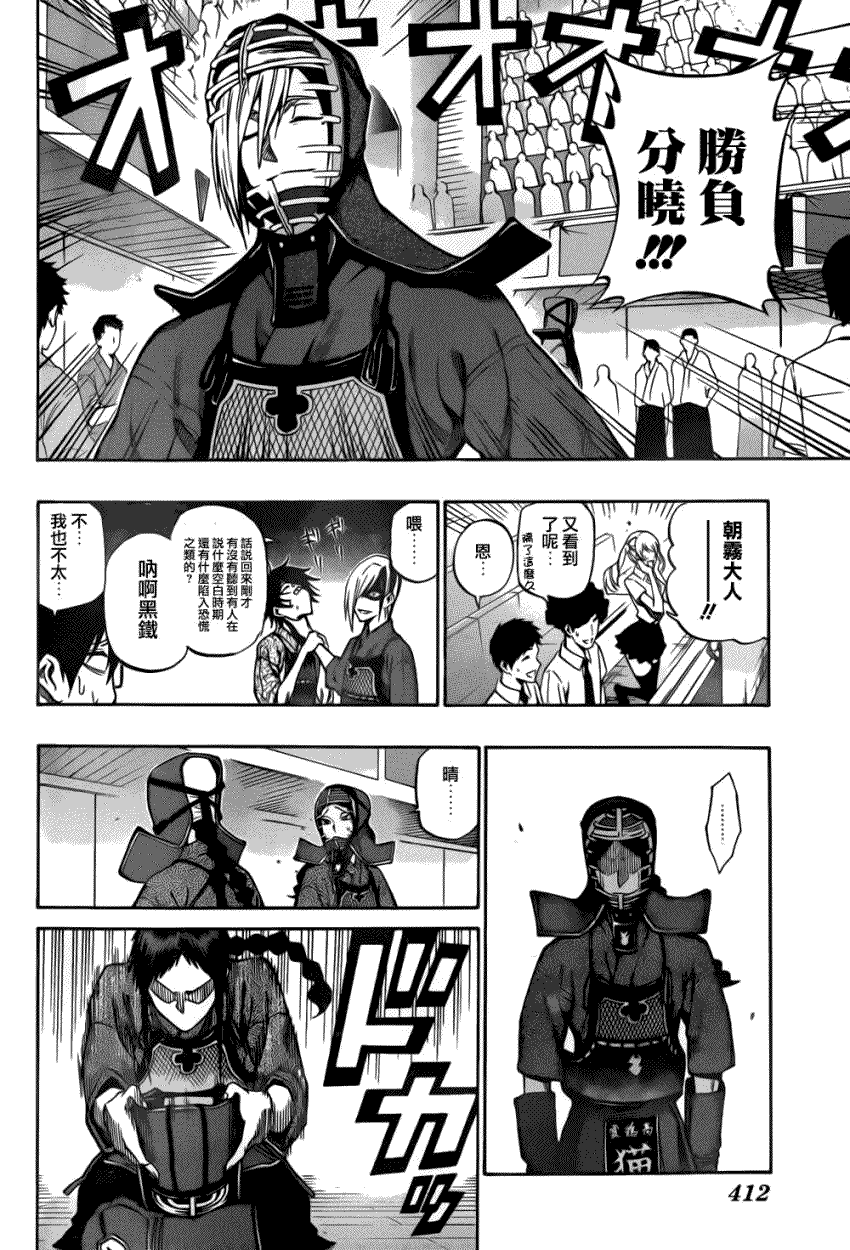 オオオオ
勝負
分曉!!!
朝霧大人
——!!
又看到
了呢…
隔了這麼久
恩…
喂……
話說回來剛才
有沒有聽到有人在
說什麼空白時期
還有什麼陷入恐慌
之類的？
吶啊黑鐵
不…
我也不太…
………
晴……
ドカッ
猫
412